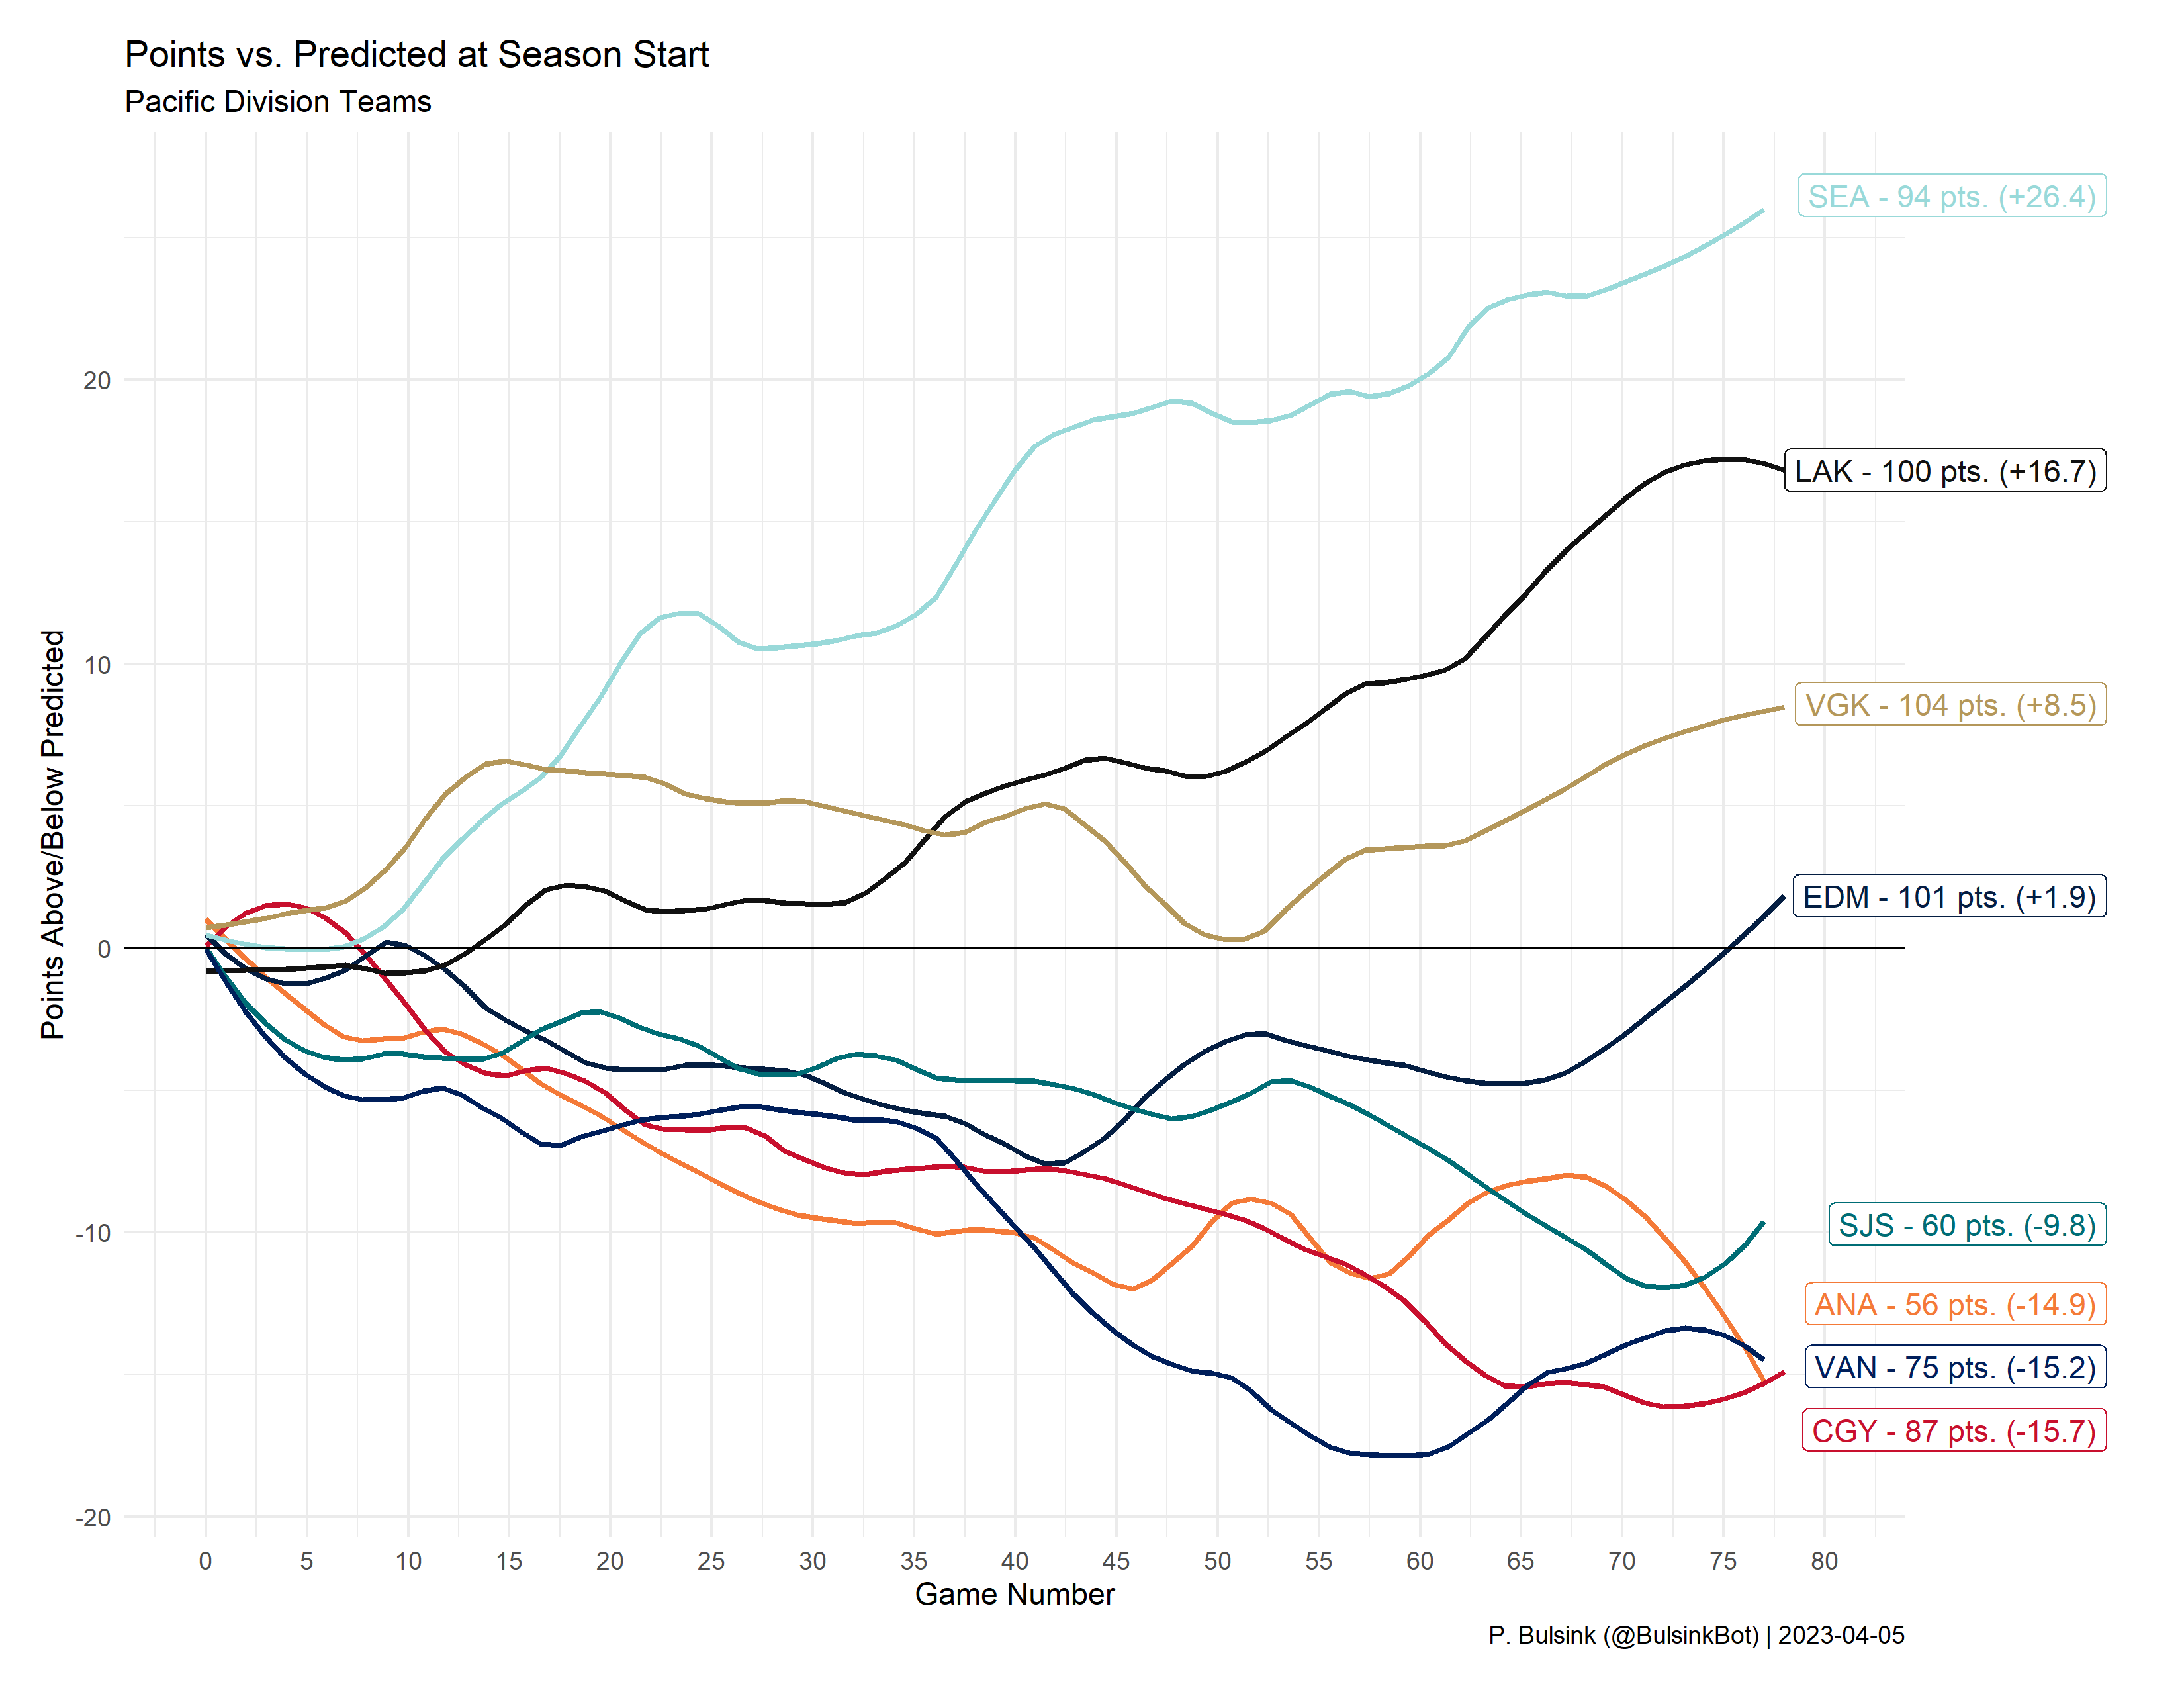 Points vs. Predicted at Season Start
Pacific Division Teams
Points Above/Below Predicted
20
10
0
-10
-20
SEA - 94 pts. (+26.4)
LAK - 100 pts. (+16.7)
VGK - 104 pts. (+8.5)
EDM - 101 pts. (+1.9)
SJS - 60 pts. (-9.8)
ANA - 56 pts. (-14.9)
VAN - 75 pts. (-15.2)
CGY - 87 pts. (-15.7)
0 5 10 15 20 25 30 35 40 45 50 55 60 65 70 75 80
Game Number
P. Bulsink (@BulsinkBot) | 2023-04-05